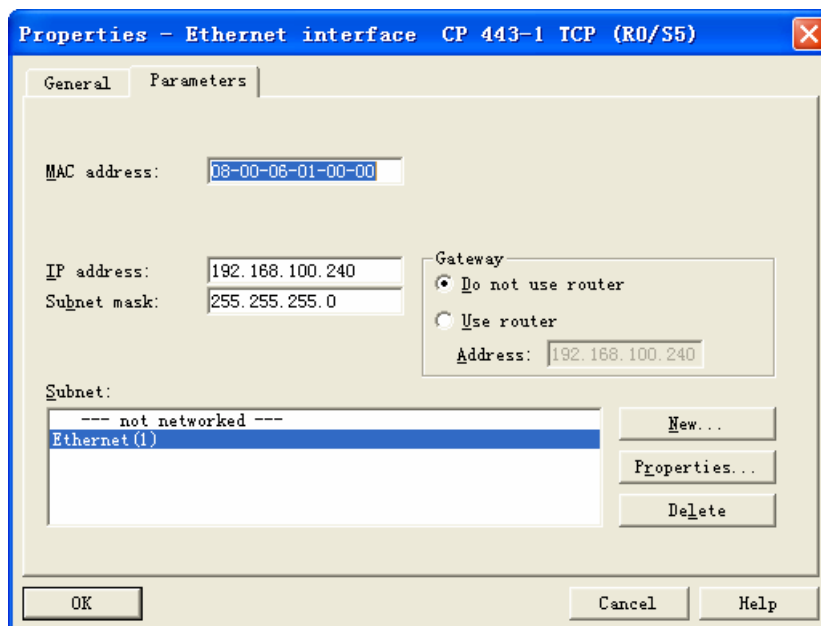 Properties - Ethernet interface CP 443-1 TCP (R0/S5)
General Parameters
MAC address: 08-00-06-01-00-00
IP address: 192.168.100.240
Subnet mask: 255.255.255.0
Gateway
Do not use router
Use router
Address: 192.168.100.240
Subnet:
--- not networked ---
Ethernet(1)
New...
Properties...
Delete
OK Cancel Help